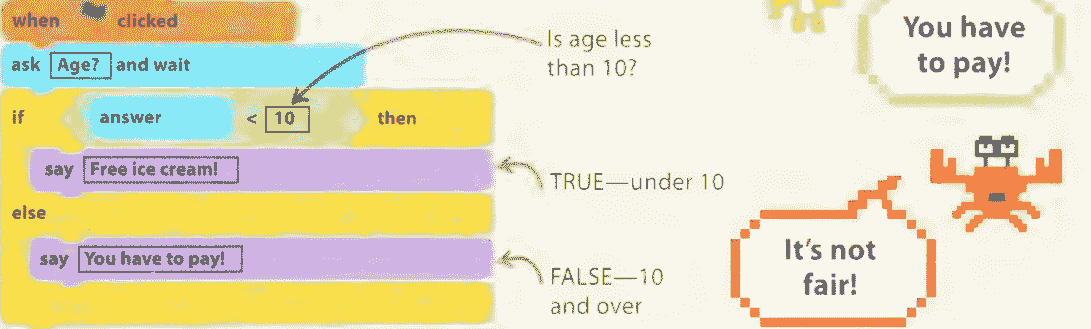 when clicked
ask Age? and wait
if answer < 10 then
say Free ice cream!
else
say You have to pay!
Is age less
than 10?
TRUE—under 10
FALSE—10
and over
You have
to pay!
It's not
fair!